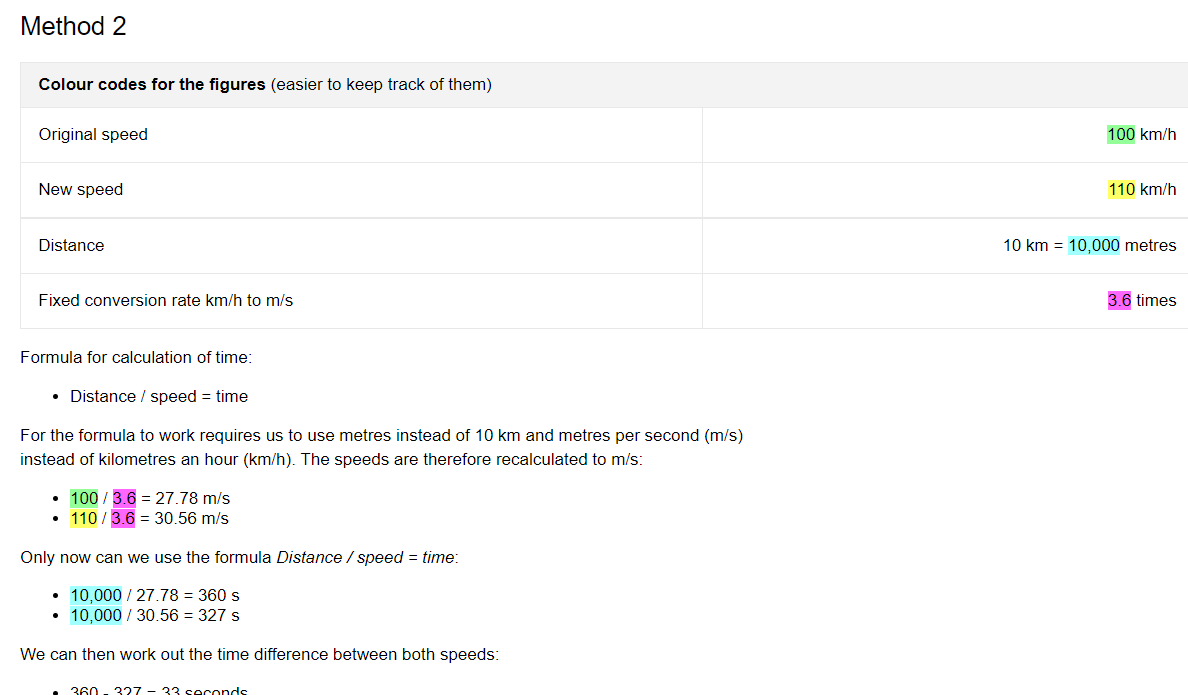 Method 2
Colour codes for the figures (easier to keep track of them)
Original speed 100 km/h
New speed 110 km/h
Distance 10 km = 10,000 metres
Fixed conversion rate km/h to m/s 3.6 times
Formula for calculation of time:
• Distance / speed = time
For the formula to work requires us to use metres instead of 10 km and metres per second (m/s)
instead of kilometres an hour (km/h). The speeds are therefore recalculated to m/s:
• 100 / 3.6 = 27.78 m/s
• 110 / 3.6 = 30.56 m/s
Only now can we use the formula Distance / speed = time:
• 10,000 / 27.78 = 360 s
• 10,000 / 30.56 = 327 s
We can then work out the time difference between both speeds:
• 360 - 327 = 33 seconds